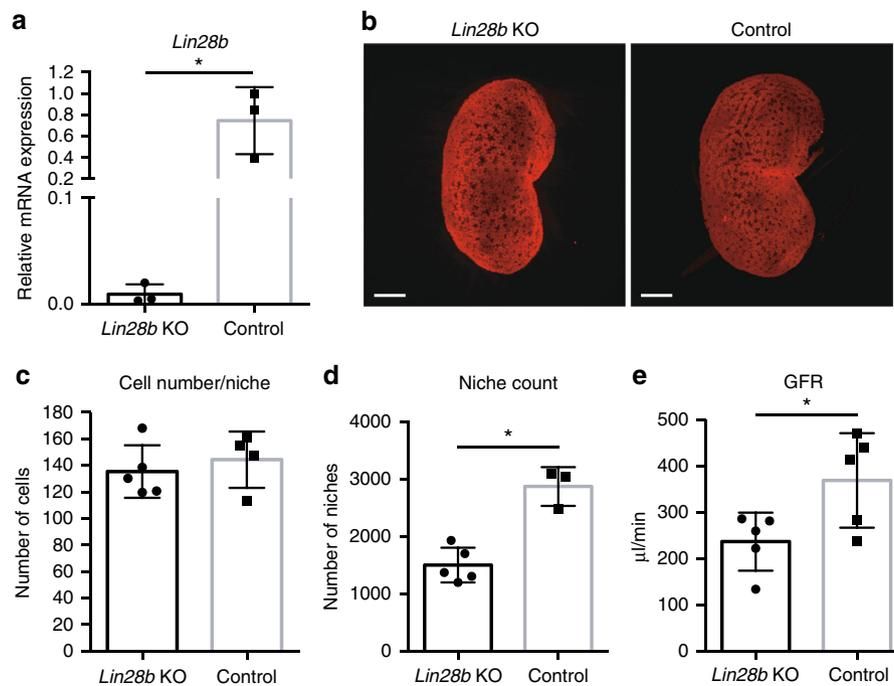 a
Lin28b
*
Relative mRNA expression
1.2
1.0
0.8
0.6
0.4
0.2
0.1
0.0
Lin28b KO
Control
b
Lin28b KO
Control
c
Cell number/niche
Number of cells
180
160
140
120
100
80
60
40
20
0
Lin28b KO
Control
d
Niche count
*
Number of niches
4000
3000
2000
1000
0
Lin28b KO
Control
e
GFR
*
µl/min
500
400
300
200
100
0
Lin28b KO
Control